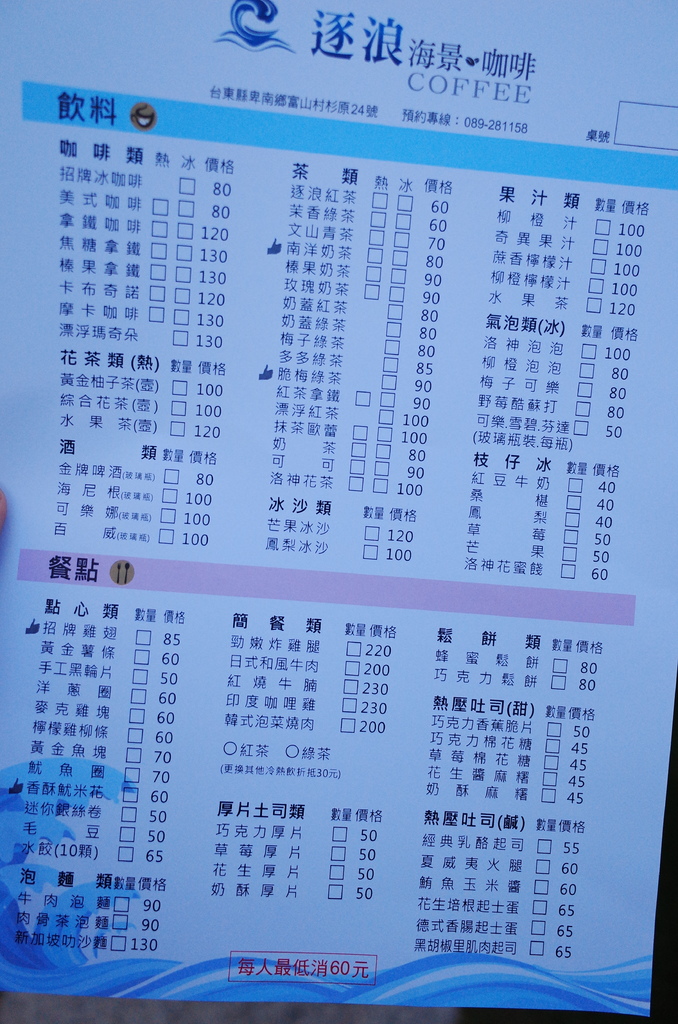 逐浪 海景 咖啡
COFFEE
台東縣卑南鄉富山村杉原24號 預約專線：089-281158
桌號
飲料
咖啡類 熱 冰 價格
招牌冰咖啡 80
美式咖啡 80
拿鐵咖啡 120
焦糖拿鐵 130
榛果拿鐵 130
卡布奇諾 120
摩卡咖啡 130
漂浮瑪奇朵 130
花茶類(熱) 數量 價格
黃金柚子茶(壺) 100
綜合花茶(壺) 100
水果茶(壺) 120
酒類 數量 價格
金牌啤酒(玻璃瓶) 80
海尼根(玻璃瓶) 100
可樂娜(玻璃瓶) 100
百威(玻璃瓶) 100
茶類 熱 冰 價格
逐浪紅茶 60
茉香綠茶 60
文山青茶 70
南洋奶茶 80
榛果奶茶 90
玫瑰奶茶 90
奶蓋紅茶 80
奶蓋綠茶 80
梅子綠茶 80
多多綠茶 85
脆梅綠茶 90
紅茶拿鐵 90
漂浮紅茶 100
抹茶歐蕾 100
奶茶 80
可可 90
洛神花茶 100
冰沙類 數量 價格
芒果冰沙 120
鳳梨冰沙 100
果汁類 數量 價格
柳橙汁 100
奇異果汁 100
蔗香檸檬汁 100
柳橙檸檬汁 100
水果茶 120
氣泡類(冰) 數量 價格
洛神泡泡 100
柳橙泡泡 80
梅子可樂 80
野莓酷蘇打 80
可樂.雪碧.芬達 50
(玻璃瓶裝.每瓶)
枝仔冰 數量 價格
紅豆牛奶 40
桑椹 40
鳳梨 40
草莓 50
芒果 50
洛神花蜜餞 60
餐點
點心類 數量 價格
招牌雞翅 85
黃金薯條 60
手工黑輪片 50
洋蔥圈 60
麥克雞塊 60
檸檬雞柳條 60
黃金魚塊 70
魷魚圈 70
香酥魷米花 60
迷你銀絲卷 50
毛豆 50
水餃(10顆) 65
泡麵類 數量 價格
牛肉泡麵 90
肉骨茶泡麵 90
新加坡叻沙麵 130
簡餐類 數量 價格
勁嫩炸雞腿 220
日式和風牛肉 200
紅燒牛腩 230
印度咖哩雞 230
韓式泡菜燒肉 200
○紅茶 ○綠茶
(更換其他冷熱飲折抵30元)
厚片土司類 數量 價格
巧克力厚片 50
草莓厚片 50
花生厚片 50
奶酥厚片 50
鬆餅類 數量 價格
蜂蜜鬆餅 80
巧克力鬆餅 80
熱壓吐司(甜) 數量 價格
巧克力香蕉脆片 50
巧克力棉花糖 45
草莓棉花糖 45
花生醬麻糬 45
奶酥麻糬 45
熱壓吐司(鹹) 數量 價格
經典乳酪起司 55
夏威夷火腿 60
鮪魚玉米醬 60
花生培根起士蛋 65
德式香腸起士蛋 65
黑胡椒里肌肉起司 65
每人最低消60元